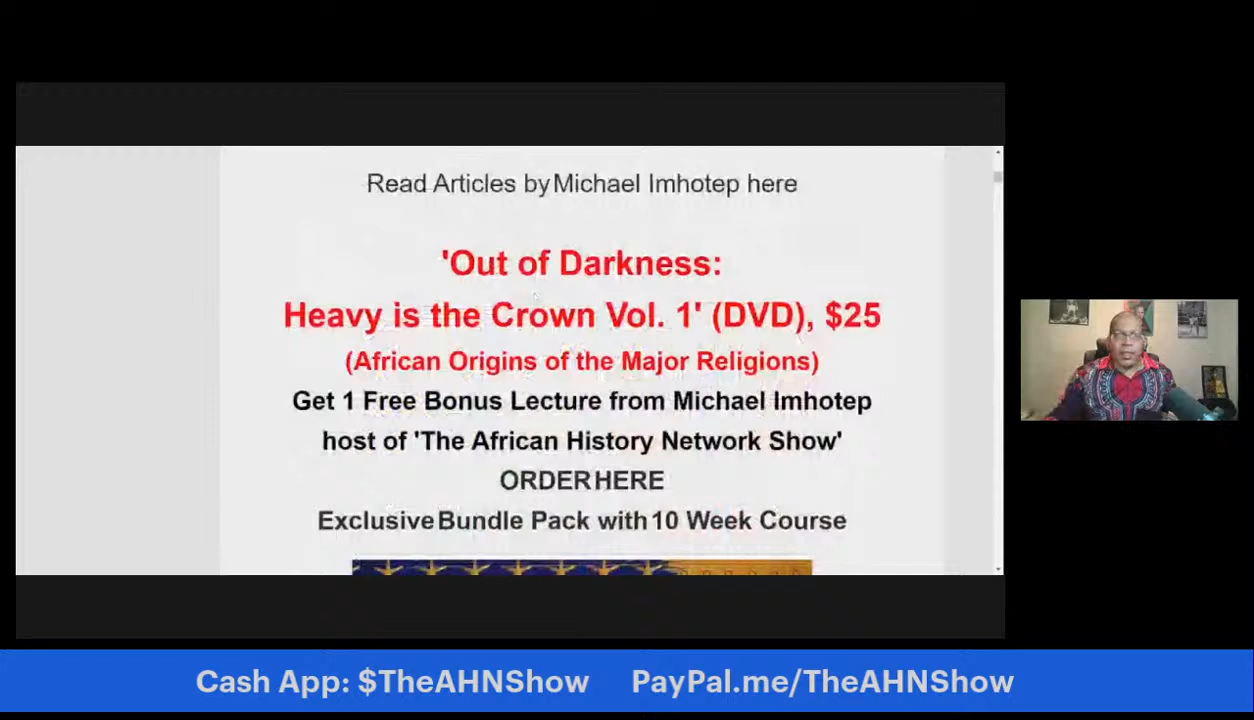 Read Articles by Michael Imhotep here
'Out of Darkness:
Heavy is the Crown Vol. 1' (DVD), $25
(African Origins of the Major Religions)
Get 1 Free Bonus Lecture from Michael Imhotep
host of 'The African History Network Show'
ORDER HERE
Exclusive Bundle Pack with 10 Week Course
Cash App: $TheAHNShow PayPal.me/TheAHNShow